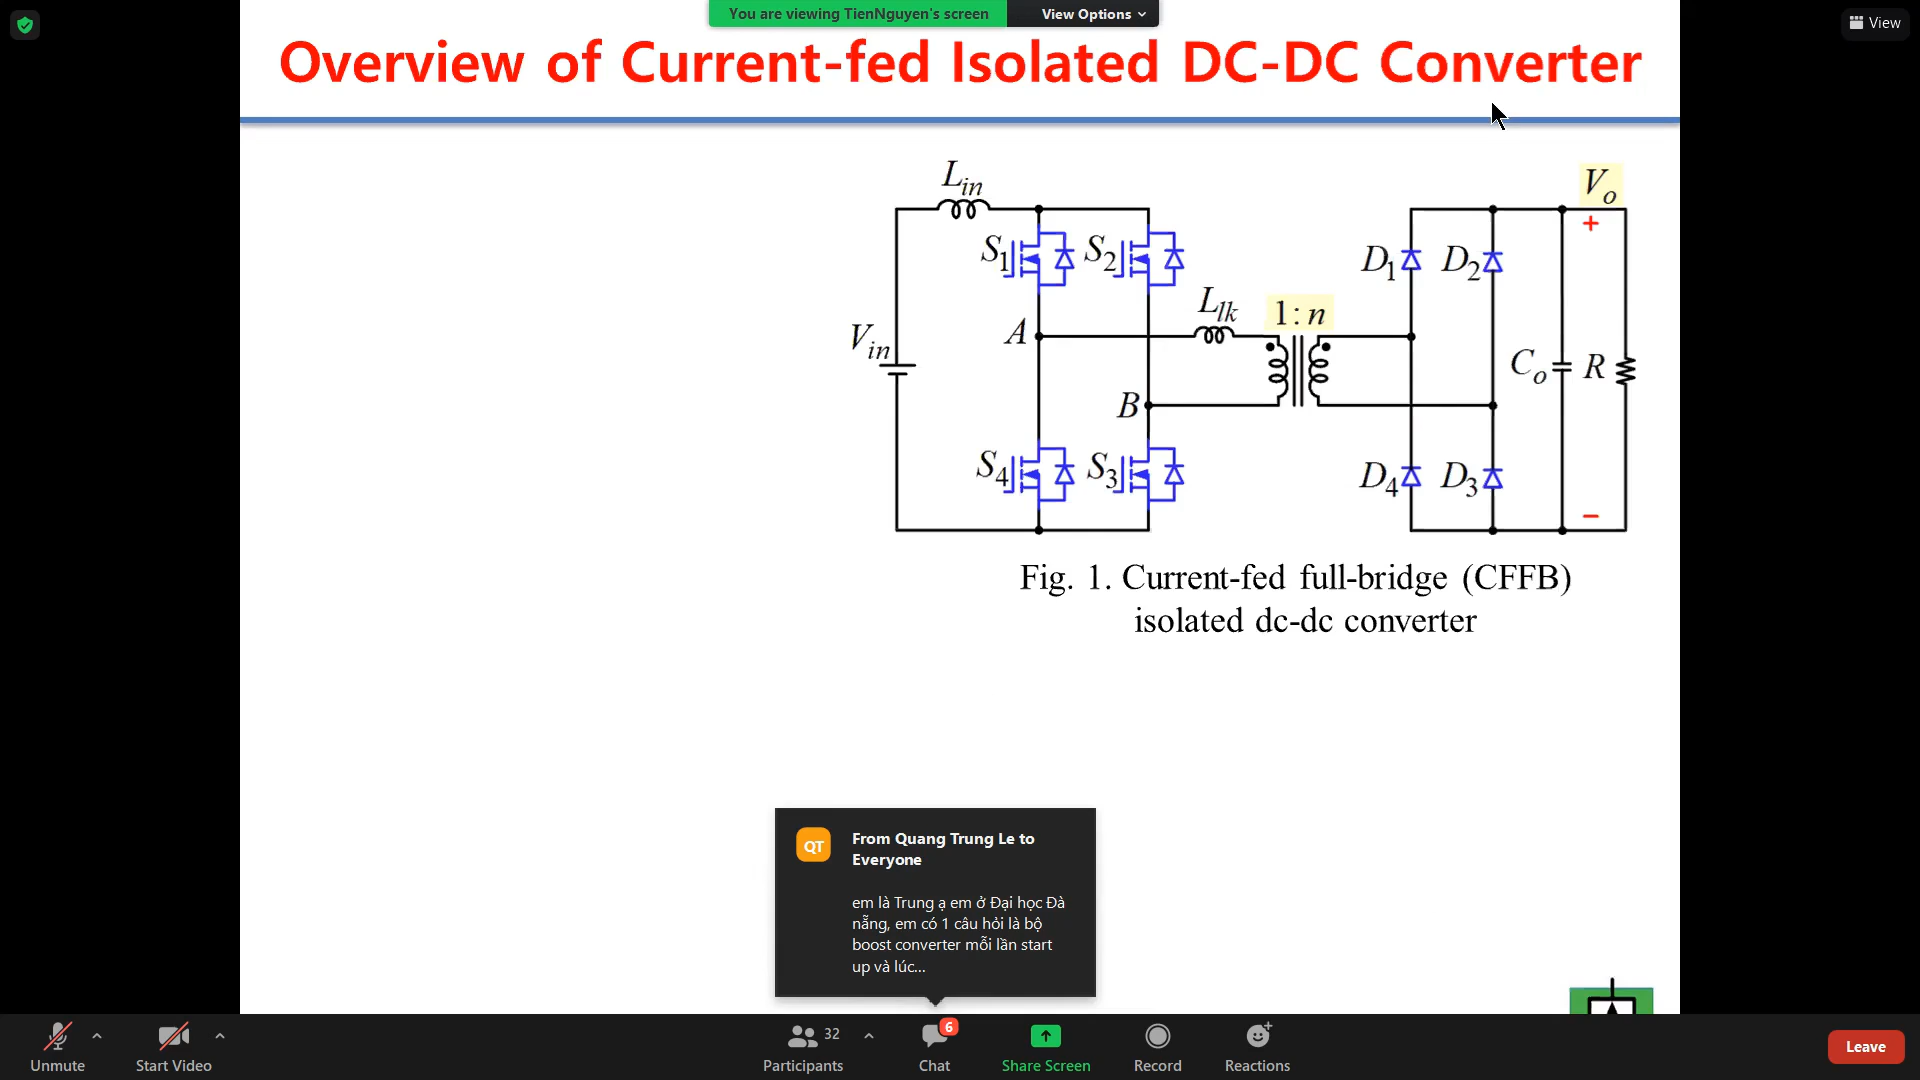 You are viewing TienNguyen's screen
View Options
View
Overview of Current-fed Isolated DC-DC Converter
Lin
Vo
+
S1
S2
D1
D2
Llk
1:n
A
Vin
Co
R
B
S4
S3
D4
D3
−
Fig. 1. Current-fed full-bridge (CFFB)
isolated dc-dc converter
QT
From Quang Trung Le to
Everyone
em là Trung ạ em ở Đại học Đà
nẵng, em có 1 câu hỏi là bộ
boost converter mỗi lần start
up và lúc...
Unmute
Start Video
32
Participants
6
Chat
Share Screen
Record
Reactions
Leave